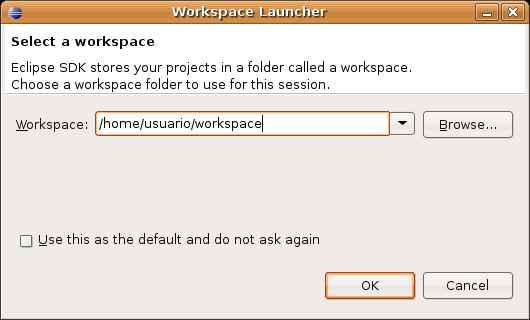 Workspace Launcher
Select a workspace
Eclipse SDK stores your projects in a folder called a workspace.
Choose a workspace folder to use for this session.
Workspace: /home/usuario/workspace Browse...
Use this as the default and do not ask again
OK Cancel